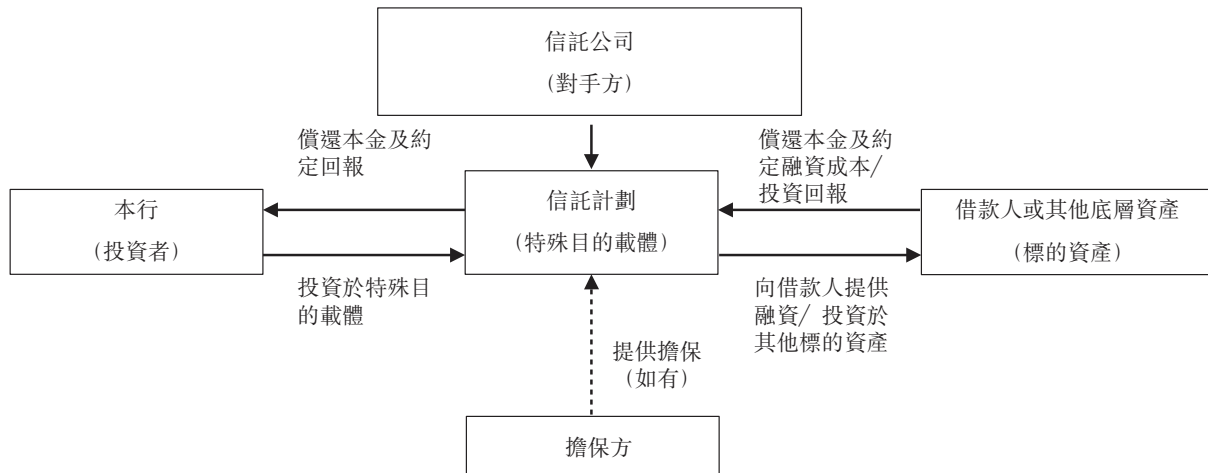 信託公司
(對手方)
償還本金及約
定回報
償還本金及約
定融資成本/
投資回報
本行
(投資者)
信託計劃
(特殊目的載體)
借款人或其他底層資產
(標的資產)
投資於特殊目
的載體
向借款人提供
融資/ 投資於
其他標的資產
提供擔保
(如有)
擔保方